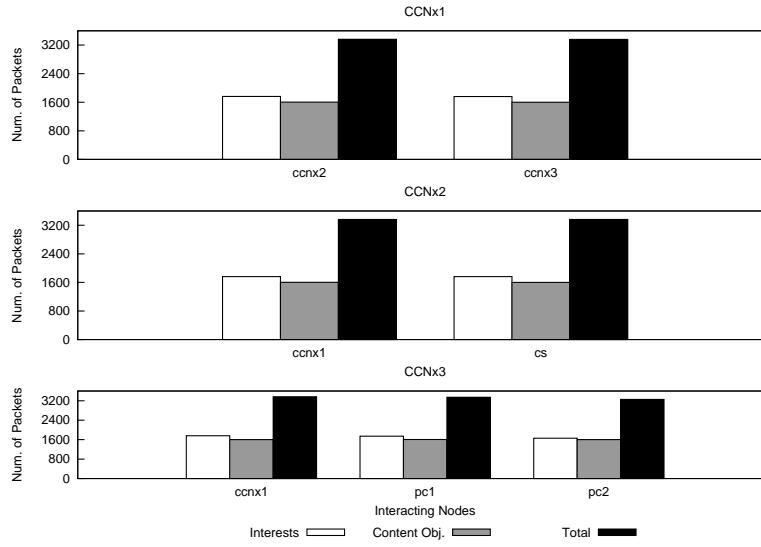 CCNx1
Num. of Packets
3200
2400
1600
800
0
ccnx2 ccnx3
CCNx2
Num. of Packets
3200
2400
1600
800
0
ccnx1 cs
CCNx3
Num. of Packets
3200
2400
1600
800
0
ccnx1 pc1 pc2
Interacting Nodes
Interests Content Obj. Total